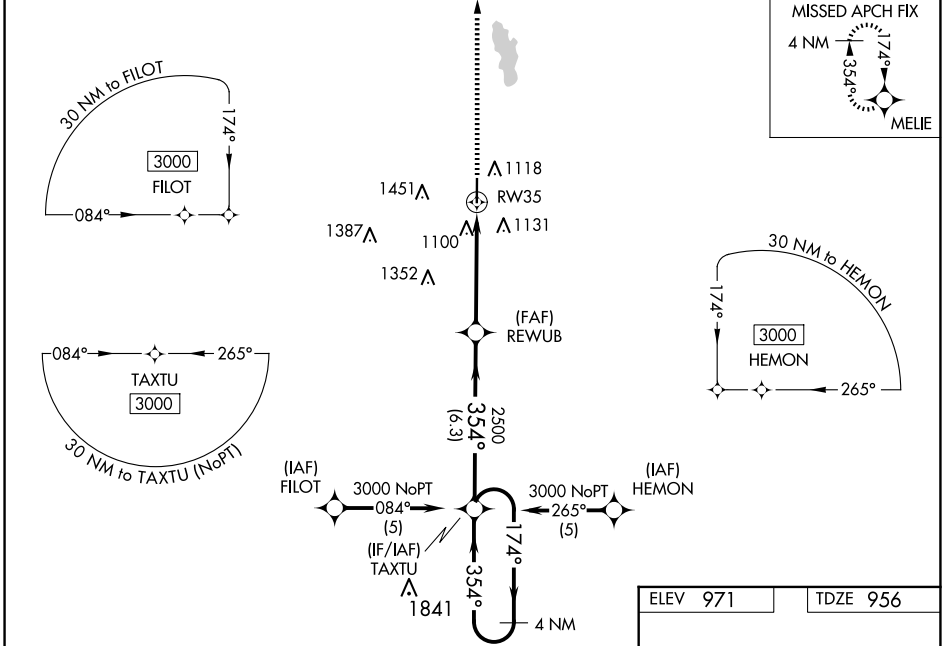 MISSED APCH FIX
4 NM
174°
354°
MELIE
30 NM to FILOT
174°
3000
FILOT
084°
1118
1451
RW35
1387
1100
1131
1352
30 NM to HEMON
174°
3000
HEMON
265°
(FAF)
REWUB
084°
265°
TAXTU
3000
30 NM to TAXTU (NoPT)
2500
354°
(6.3)
(IAF)
FILOT
3000 NoPT
084°
(5)
(IAF)
HEMON
3000 NoPT
265°
(5)
(IF/IAF)
TAXTU
174°
354°
1841
4 NM
ELEV 971
TDZE 956